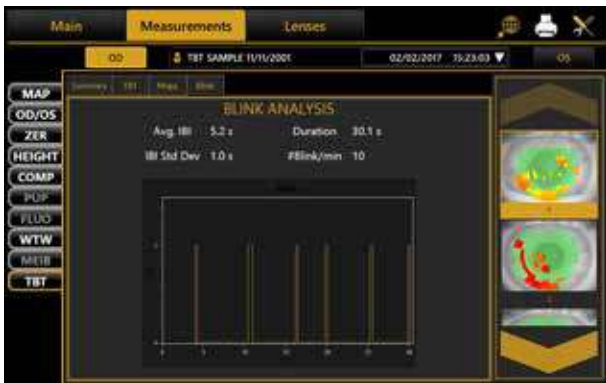 Main Measurements Lenses
OD TBT SAMPLE 11/11/2001 02/02/2017 15:23:03 OS
Summary TBT Maps Blink
MAP
OD/OS
ZER
HEIGHT
COMP
PUP
FLUO
WTW
MEIB
TBT
BLINK ANALYSIS
Avg. IBI 5.2 s Duration 30.1 s
IBI Std Dev 1.0 s #Blink/min 10